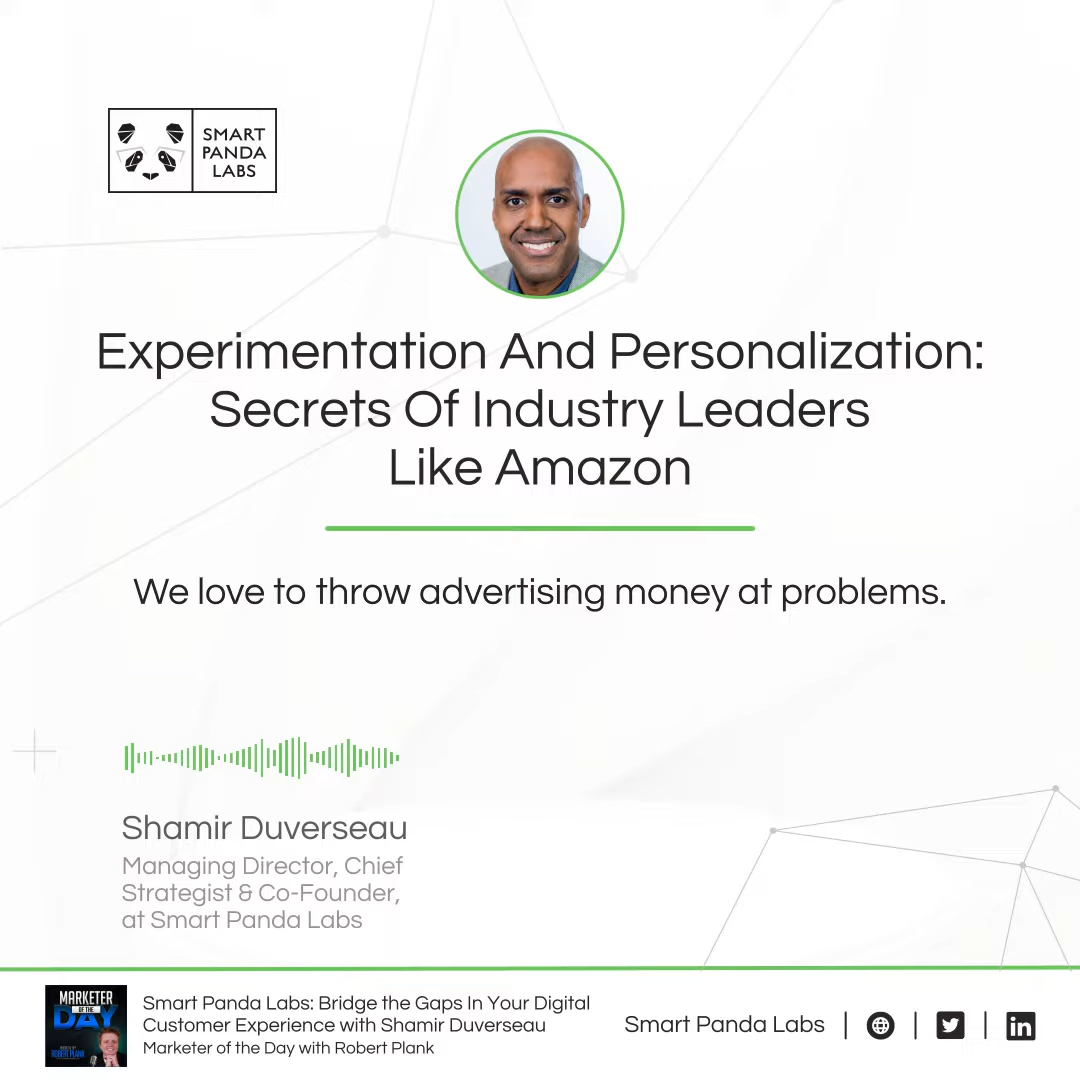 SMART
PANDA
LABS
Experimentation And Personalization:
Secrets Of Industry Leaders
Like Amazon
We love to throw advertising money at problems.
Shamir Duverseau
Managing Director, Chief
Strategist & Co-Founder,
at Smart Panda Labs
MARKETER
OF THE
DAY
ROBERT PLANK
Smart Panda Labs: Bridge the Gaps In Your Digital
Customer Experience with Shamir Duverseau
Marketer of the Day with Robert Plank
Smart Panda Labs | | |
in